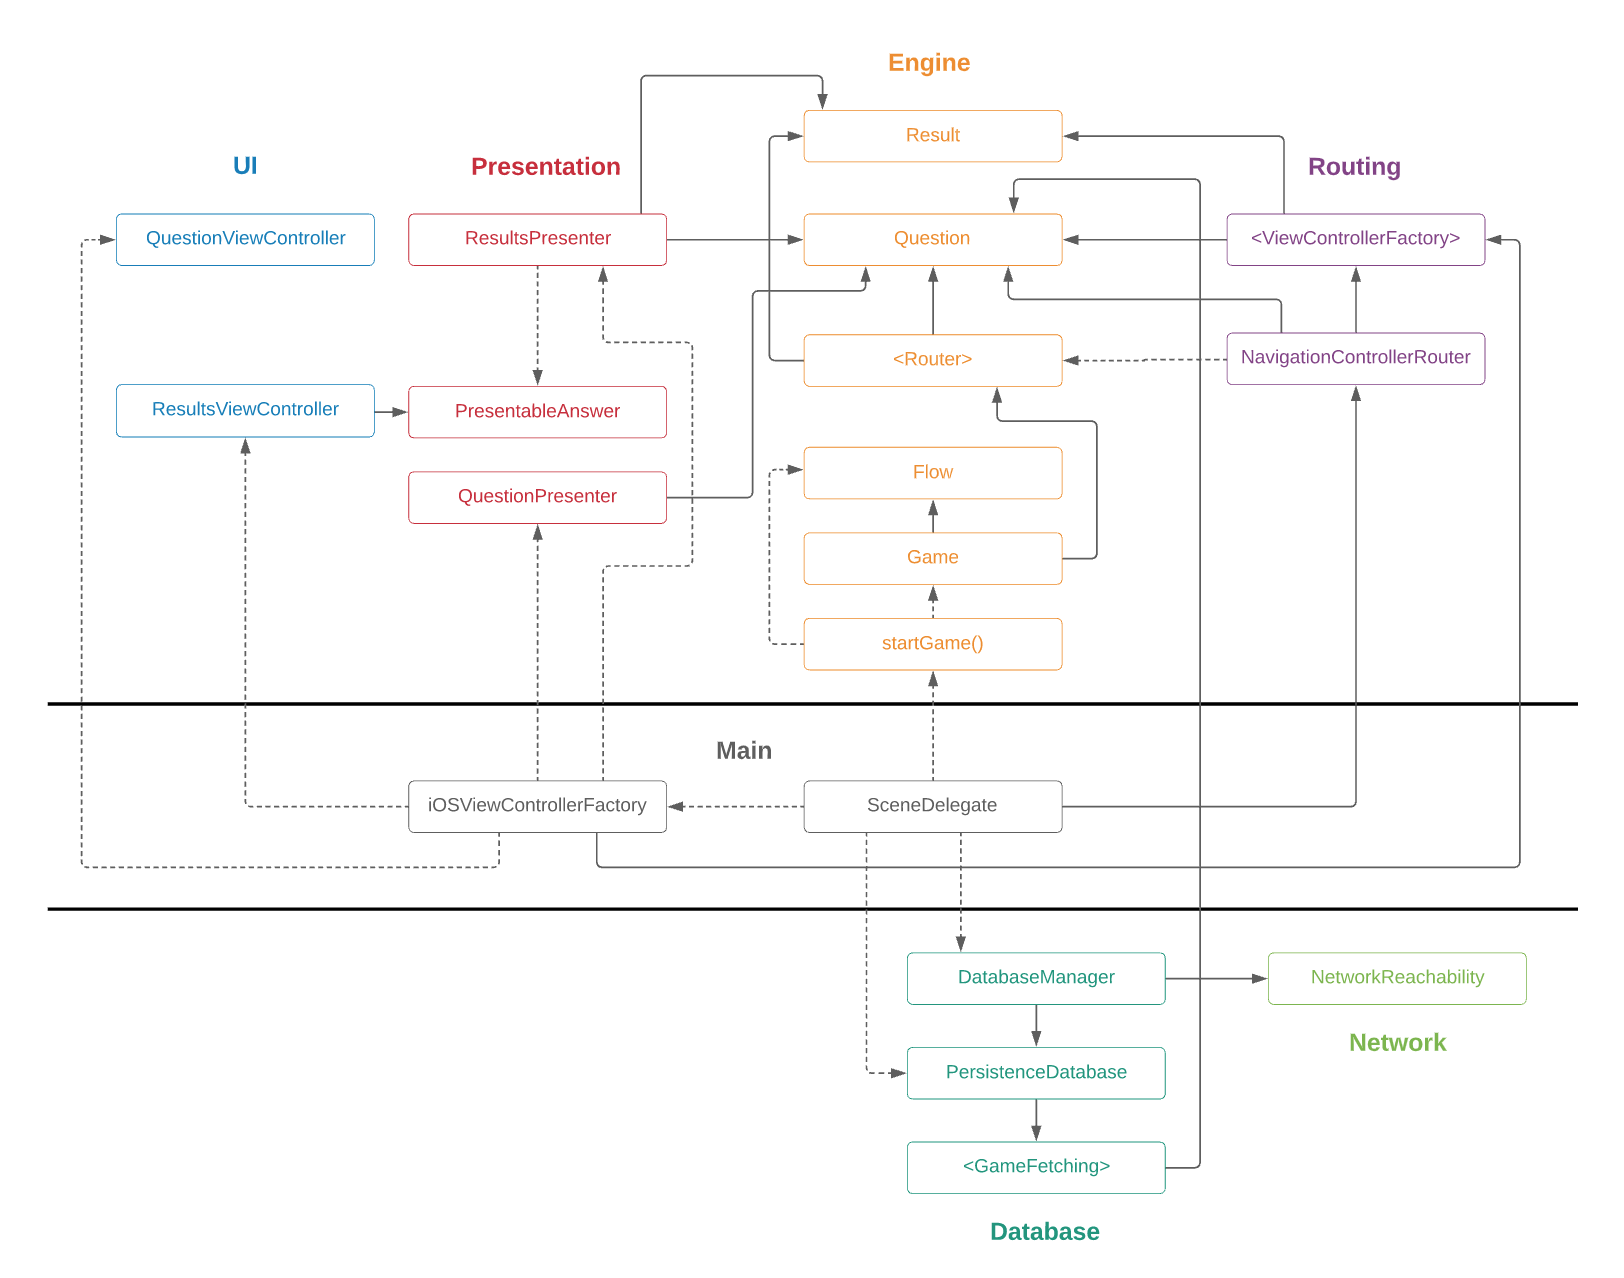 Engine
Result
UI
Presentation
Routing
QuestionViewController
ResultsPresenter
Question
<ViewControllerFactory>
<Router>
NavigationControllerRouter
ResultsViewController
PresentableAnswer
Flow
QuestionPresenter
Game
startGame()
Main
iOSViewControllerFactory
SceneDelegate
DatabaseManager
NetworkReachability
Network
PersistenceDatabase
<GameFetching>
Database